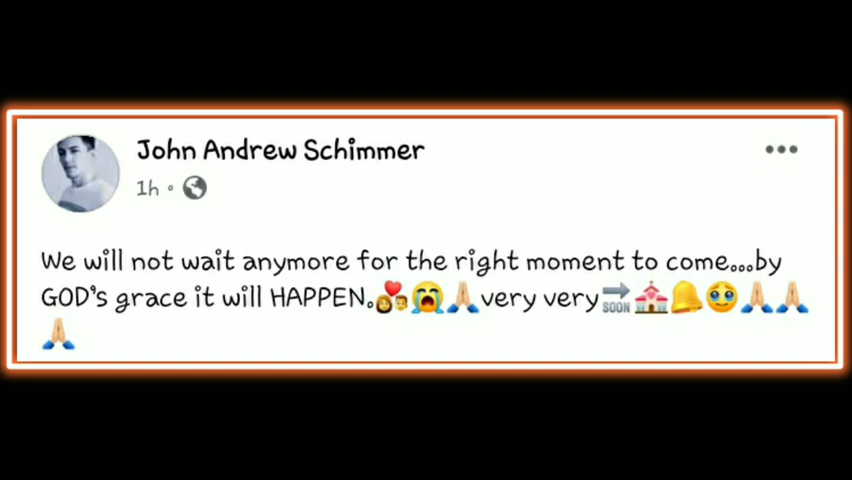 John Andrew Schimmer
1h
We will not wait anymore for the right moment to come...by
GOD's grace it will HAPPEN.💑😭🙏🏻very very🔜💒🔔🥹🙏🏻🙏🏻
🙏🏻